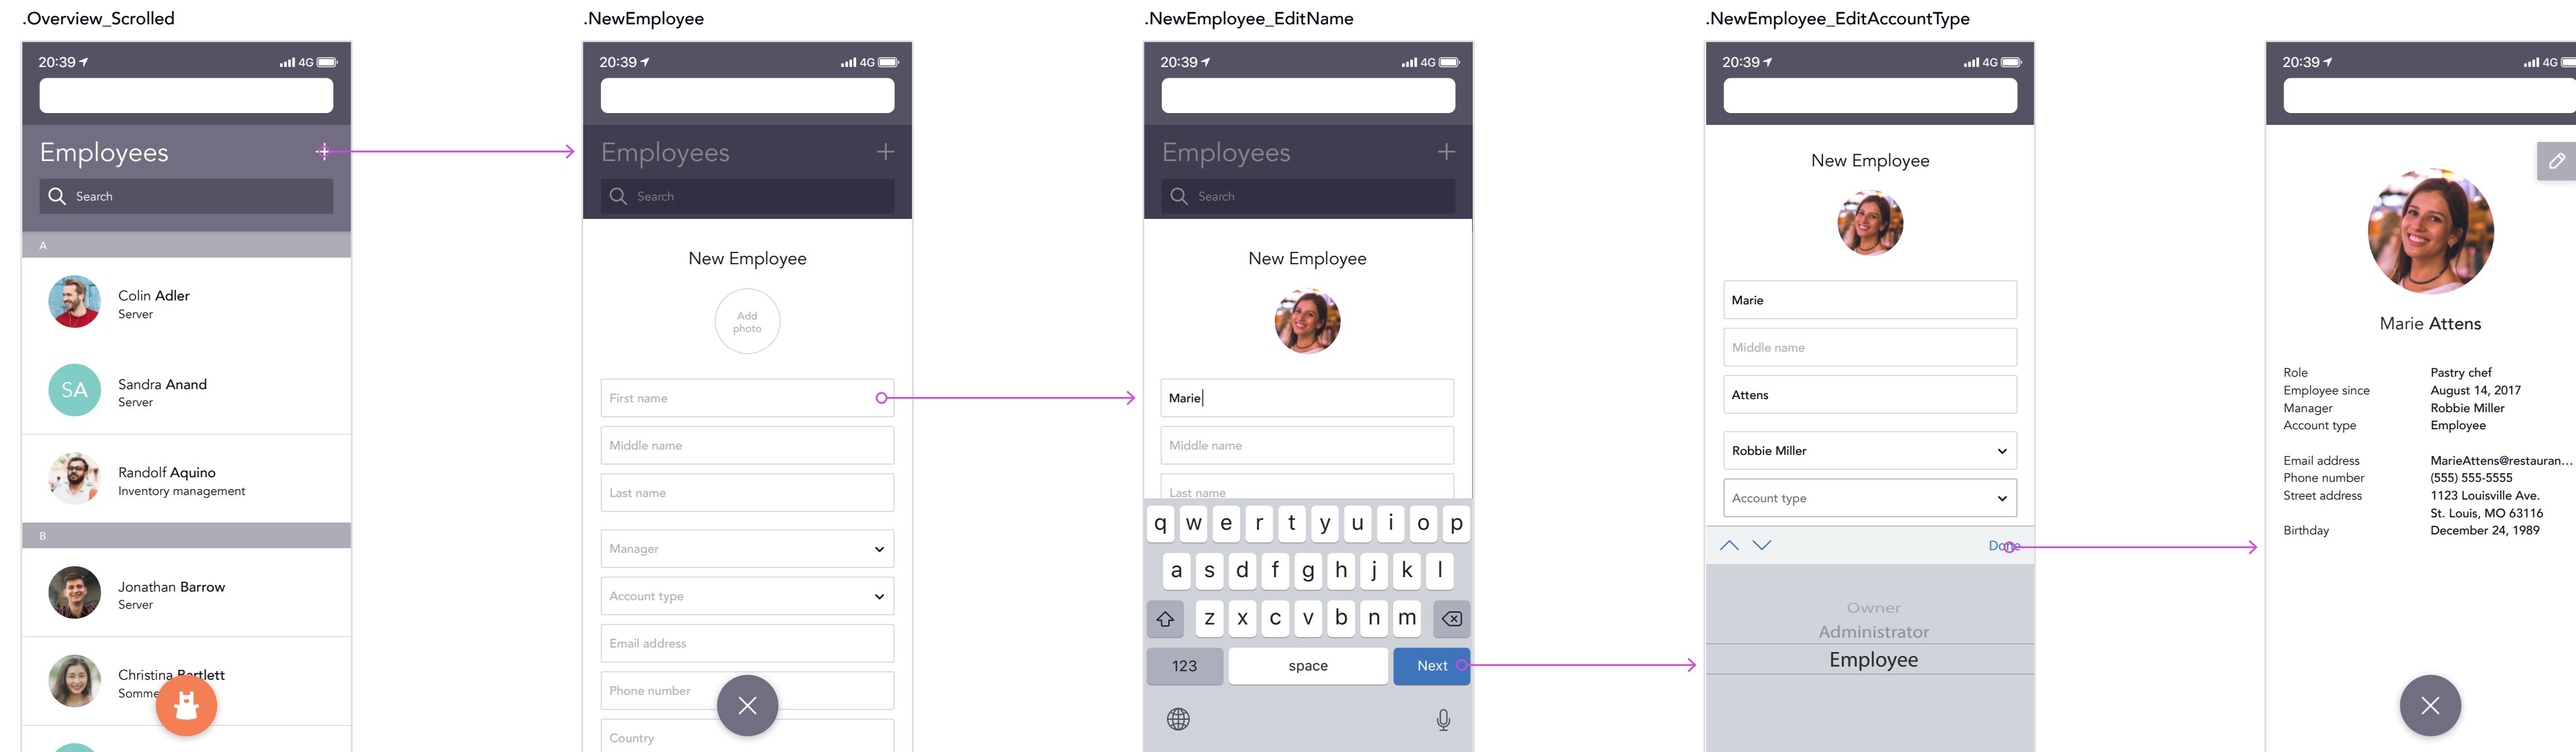 .Overview_Scrolled
20:39
4G
Employees
Search
A
Colin Adler
Server
SA
Sandra Anand
Server
Randolf Aquino
Inventory management
B
Jonathan Barrow
Server
Christina Bartlett
Somme
.NewEmployee
20:39
4G
Employees
Search
New Employee
Add
photo
First name
Middle name
Last name
Manager
Account type
Email address
Phone number
Country
.NewEmployee_EditName
20:39
4G
Employees
Search
New Employee
Marie
Middle name
Last name
q w e r t y u i o p
a s d f g h j k l
z x c v b n m
123 space Next
.NewEmployee_EditAccountType
20:39
4G
New Employee
Marie
Middle name
Attens
Robbie Miller
Account type
Done
Owner
Administrator
Employee
20:39
4G
Marie Attens
Role Pastry chef
Employee since August 14, 2017
Manager Robbie Miller
Account type Employee
Email address MarieAttens@restauran...
Phone number (555) 555-5555
Street address 1123 Louisville Ave.
St. Louis, MO 63116
Birthday December 24, 1989